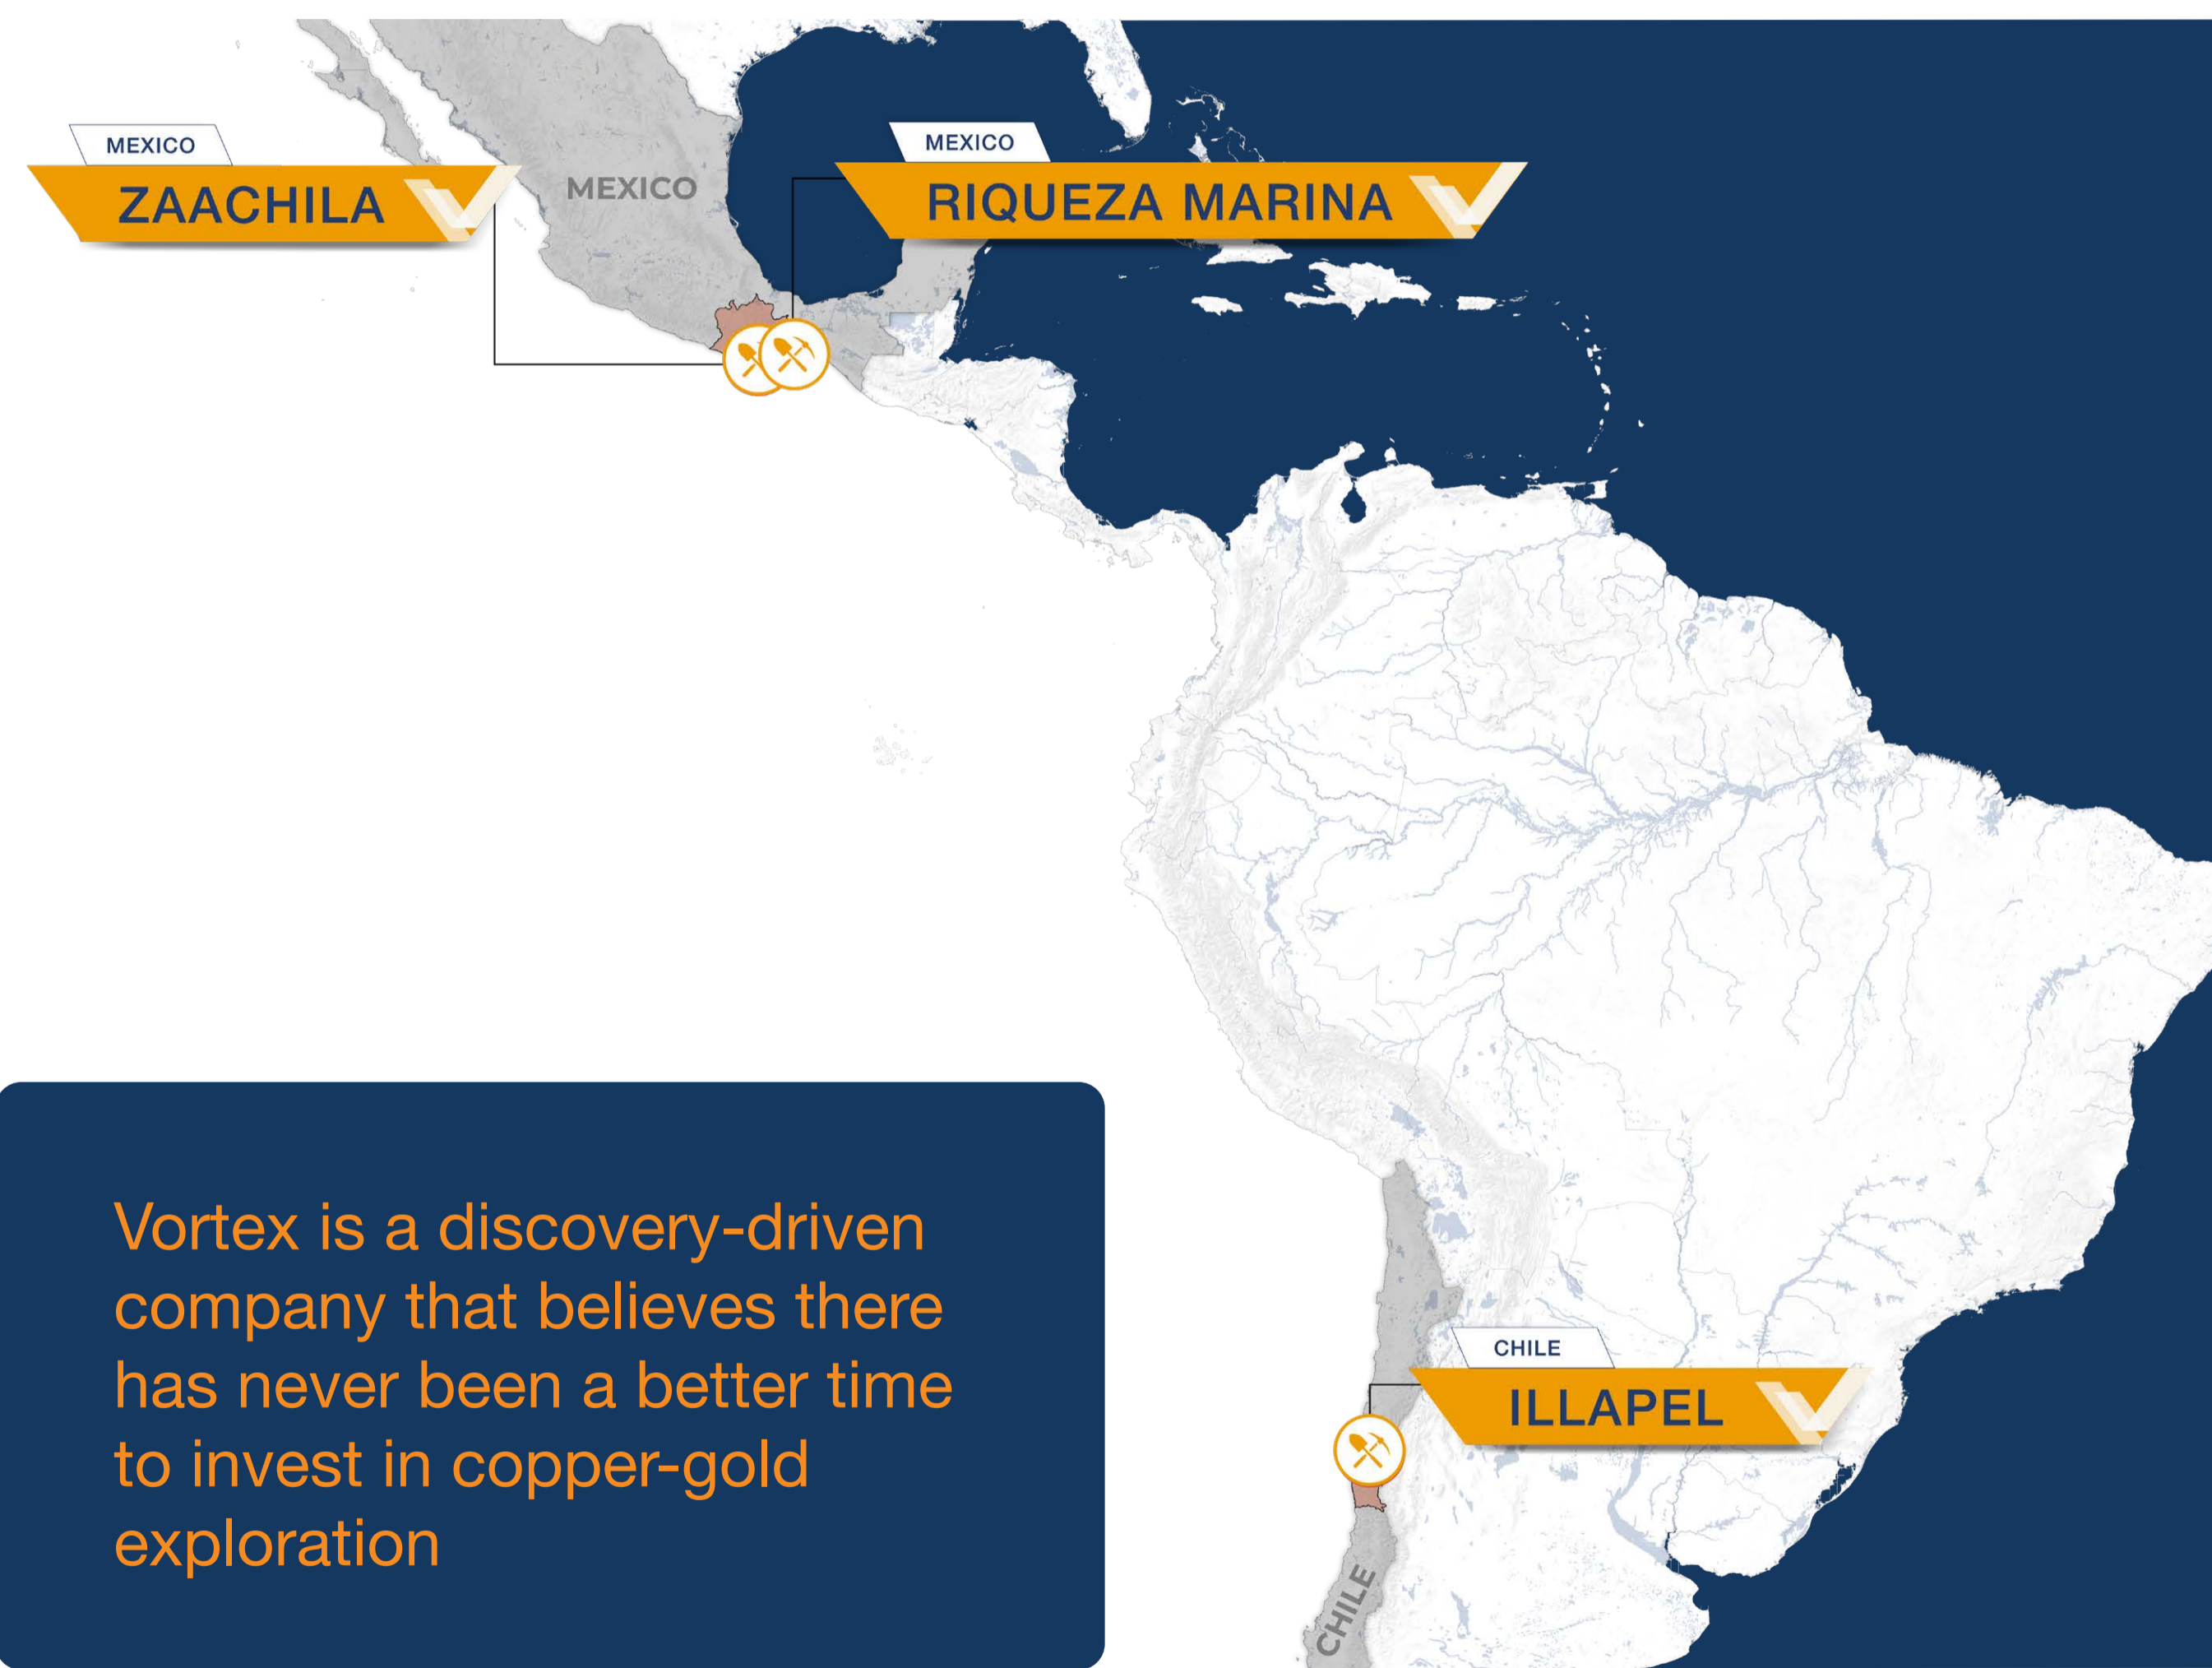 MEXICO
ZAACHILA
MEXICO
MEXICO
RIQUEZA MARINA
Vortex is a discovery-driven
company that believes there
has never been a better time
to invest in copper-gold
exploration
CHILE
ILLAPEL
CHILE